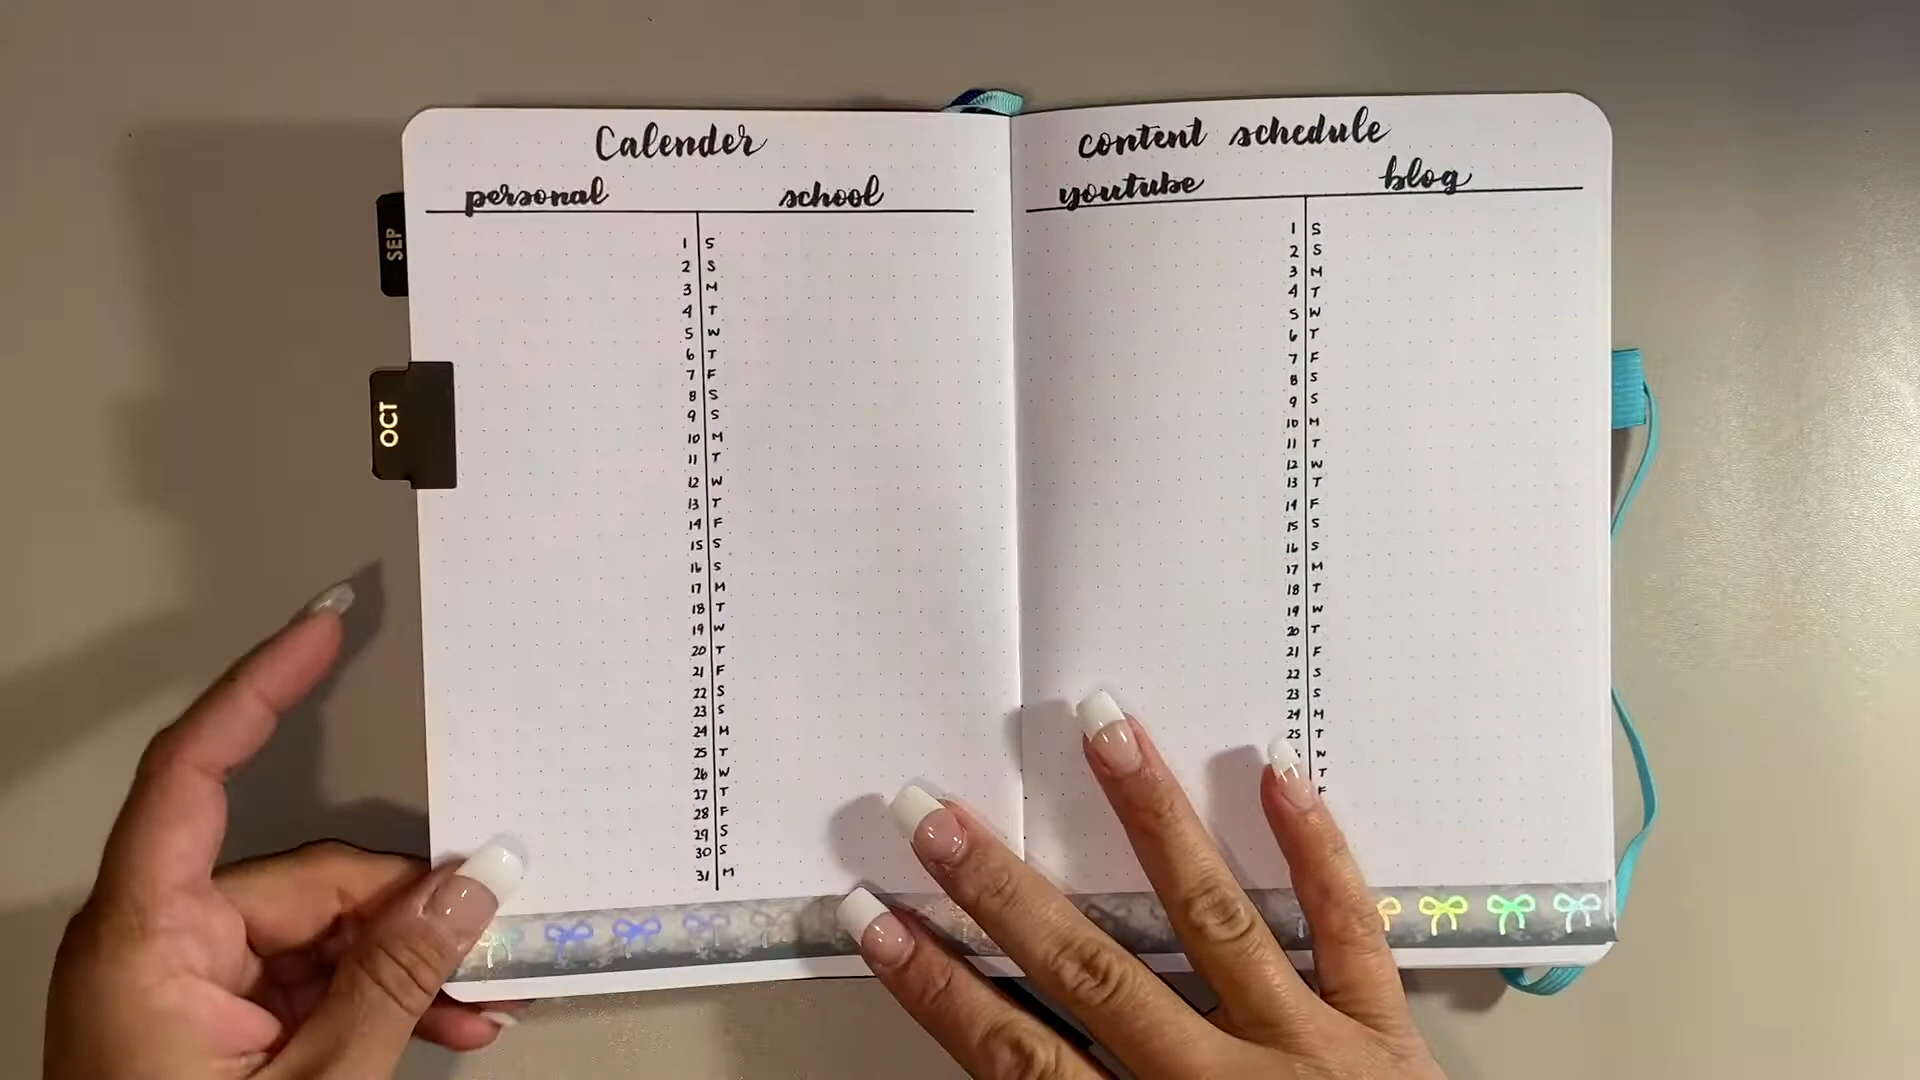 Calender
personal school
1 S
2 S
3 M
4 T
5 W
6 T
7 F
8 S
9 S
10 M
11 T
12 W
13 T
14 F
15 S
16 S
17 M
18 T
19 W
20 T
21 F
22 S
23 S
24 M
25 T
26 W
27 T
28 F
29 S
30 S
31 M
SEP
OCT
content schedule
youtube blog
1 S
2 S
3 M
4 T
5 W
6 T
7 F
8 S
9 S
10 M
11 T
12 W
13 T
14 F
15 S
16 S
17 M
18 T
19 W
20 T
21 F
22 S
23 S
24 M
25 T
W
T
F